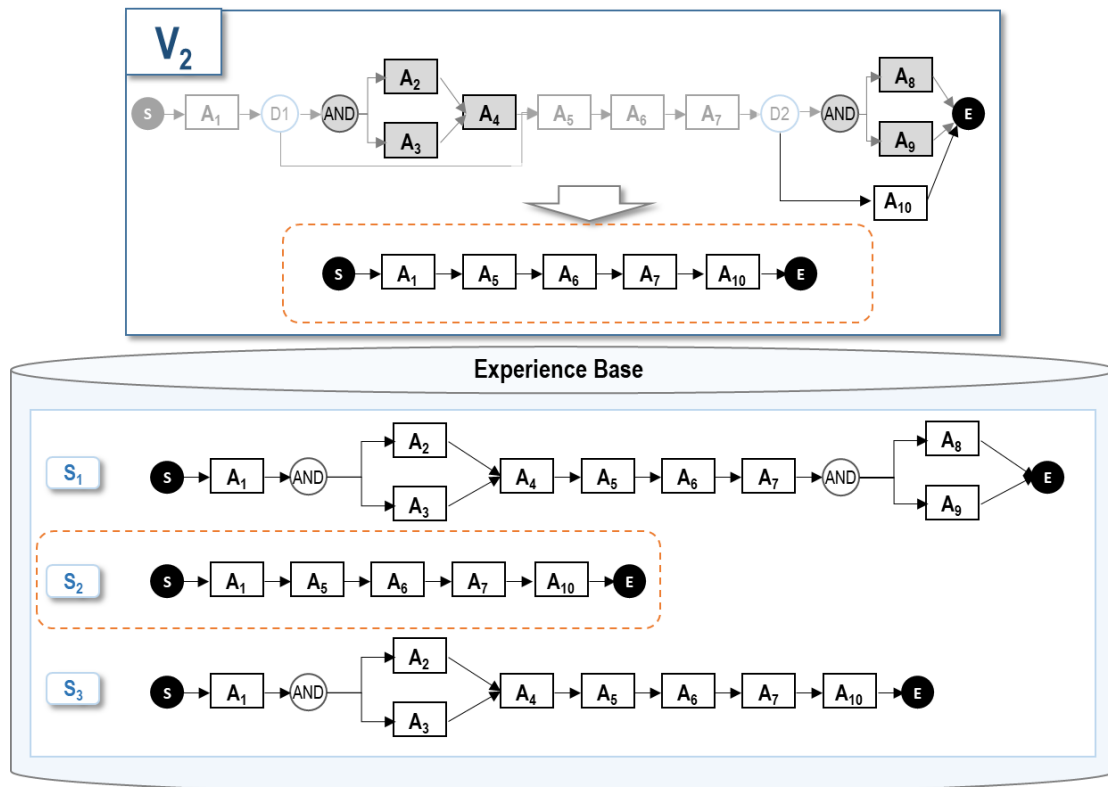 V2
A2
A8
S A1 D1 AND A4 A5 A6 A7 D2 AND E
A3
A9
A10
S A1 A5 A6 A7 A10 E
Experience Base
A2
A8
S1 S A1 AND A4 A5 A6 A7 AND E
A3
A9
S2 S A1 A5 A6 A7 A10 E
A2
S3 S A1 AND A4 A5 A6 A7 A10 E
A3